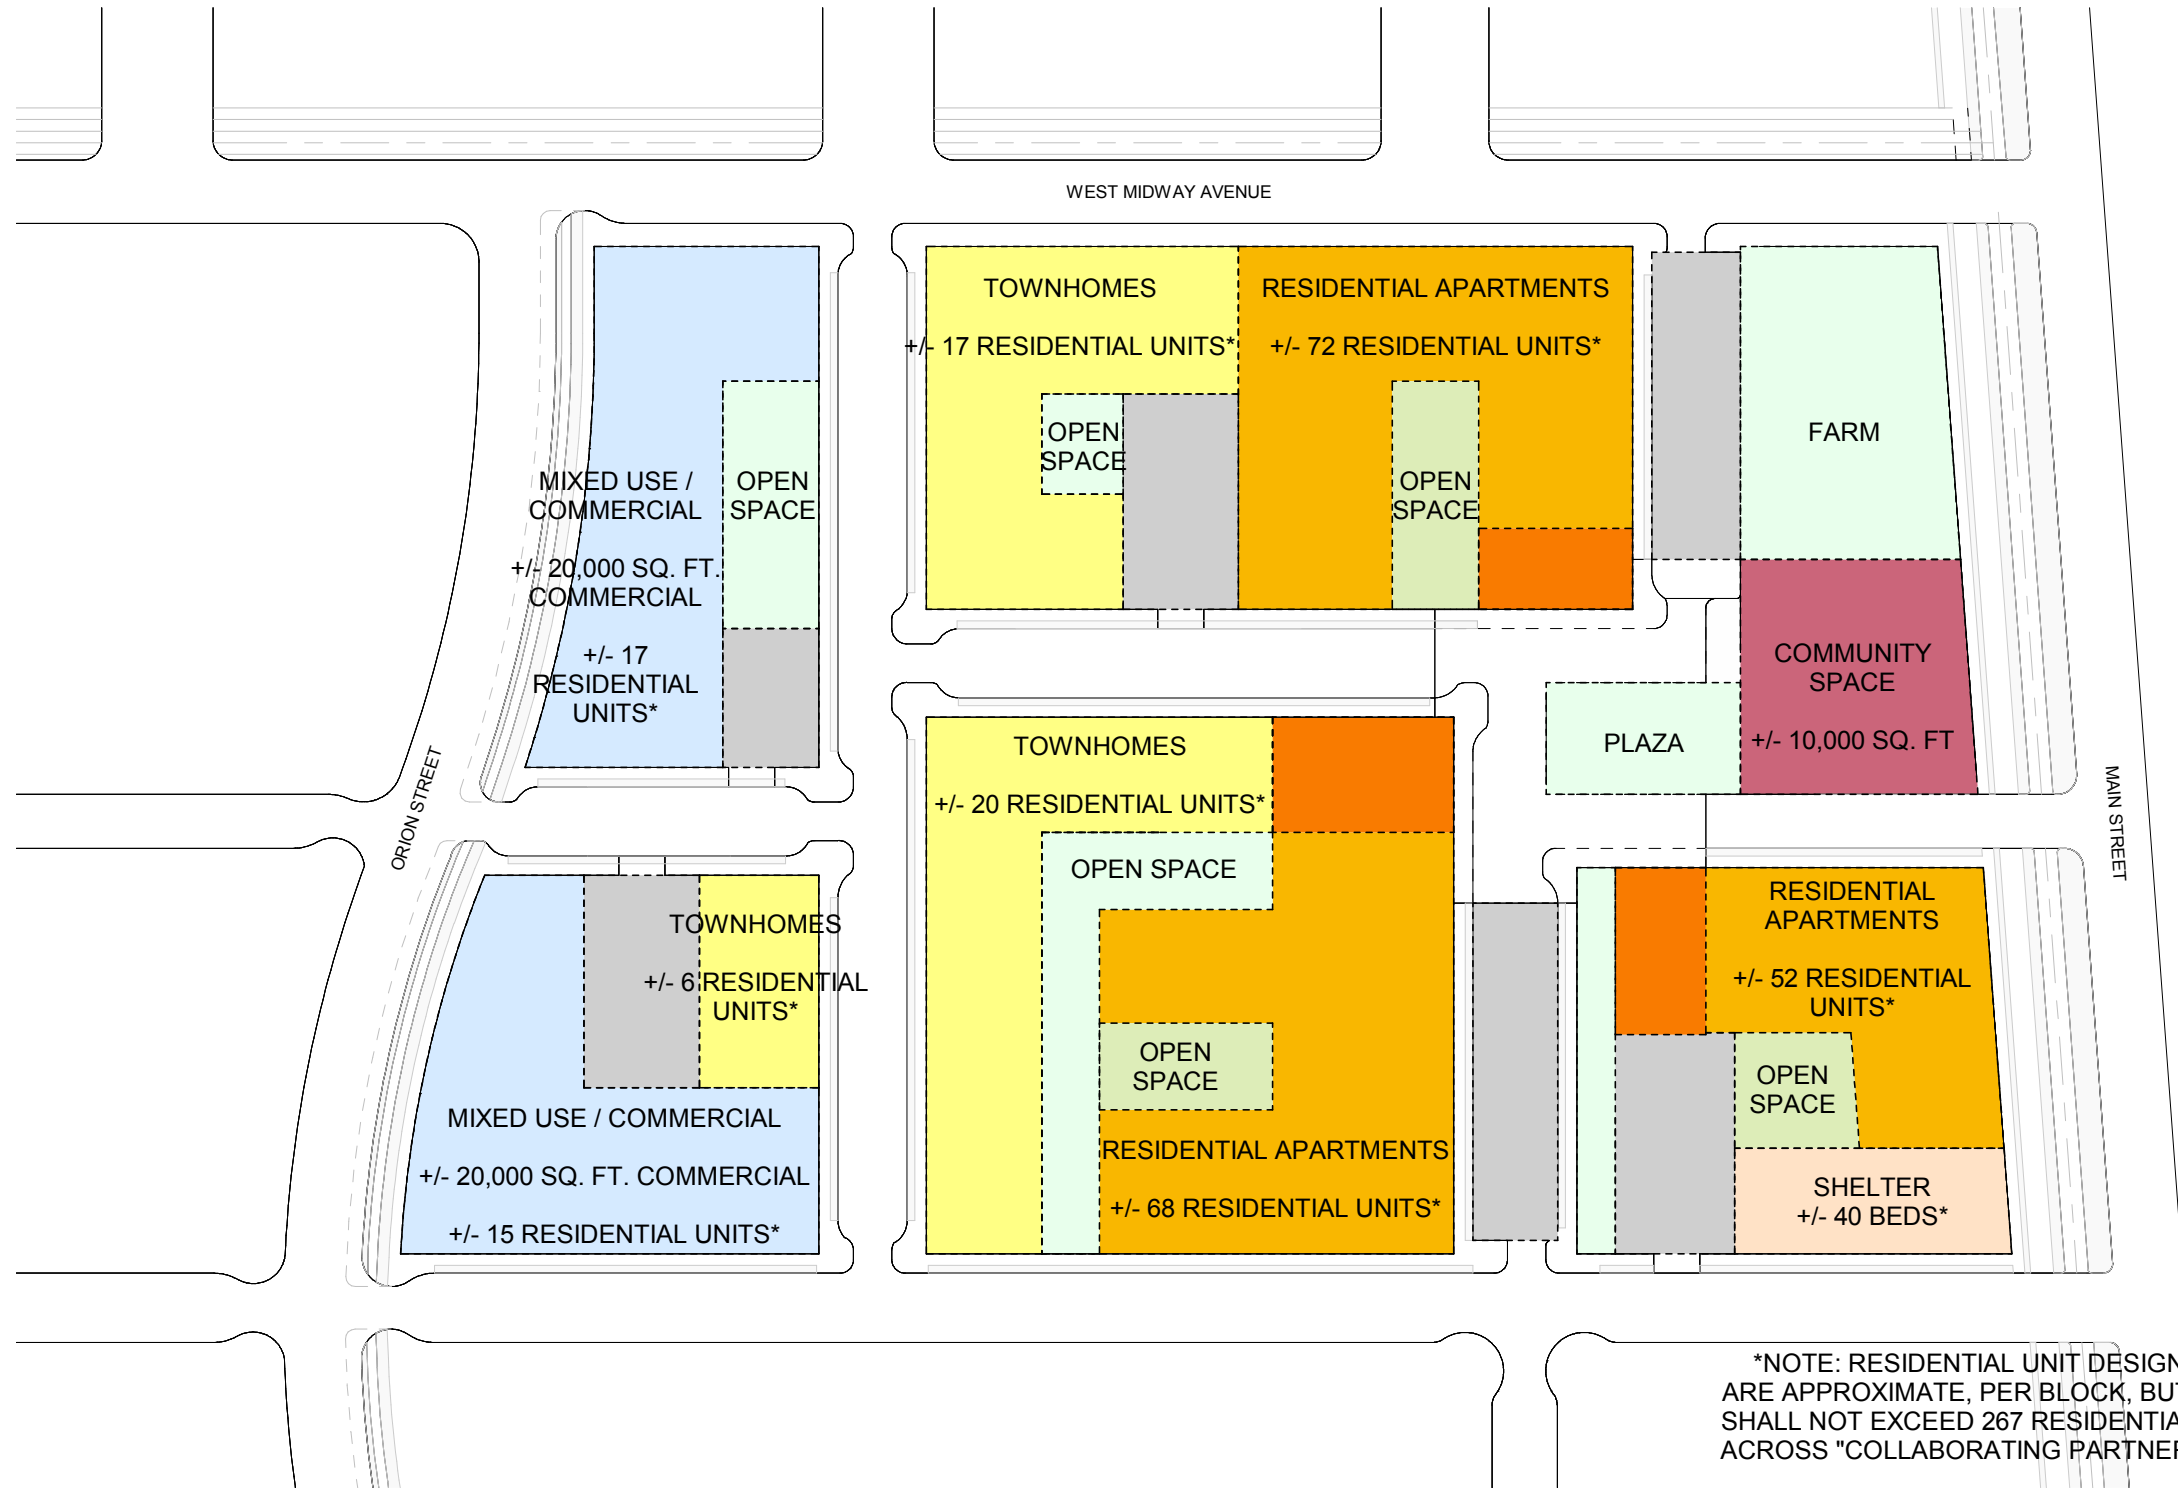 WEST MIDWAY AVENUE
TOWNHOMES
+/- 17 RESIDENTIAL UNITS*
OPEN
SPACE
RESIDENTIAL APARTMENTS
+/- 72 RESIDENTIAL UNITS*
OPEN
SPACE
FARM
MIXED USE /
COMMERCIAL
+/- 20,000 SQ. FT.
COMMERCIAL
+/- 17
RESIDENTIAL
UNITS*
OPEN
SPACE
COMMUNITY
SPACE
+/- 10,000 SQ. FT
PLAZA
ORION STREET
MAIN STREET
TOWNHOMES
+/- 20 RESIDENTIAL UNITS*
OPEN SPACE
OPEN
SPACE
RESIDENTIAL APARTMENTS
+/- 68 RESIDENTIAL UNITS*
TOWNHOMES
+/- 6 RESIDENTIAL
UNITS*
MIXED USE / COMMERCIAL
+/- 20,000 SQ. FT. COMMERCIAL
+/- 15 RESIDENTIAL UNITS*
RESIDENTIAL
APARTMENTS
+/- 52 RESIDENTIAL
UNITS*
OPEN
SPACE
SHELTER
+/- 40 BEDS*
*NOTE: RESIDENTIAL UNIT DESIGN
ARE APPROXIMATE, PER BLOCK, BUT
SHALL NOT EXCEED 267 RESIDENTIA
ACROSS "COLLABORATING PARTNER